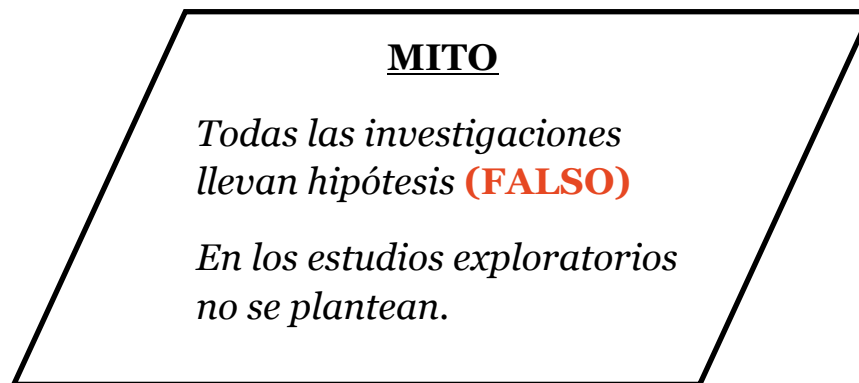 MITO
Todas las investigaciones
llevan hipótesis (FALSO)
En los estudios exploratorios
no se plantean.